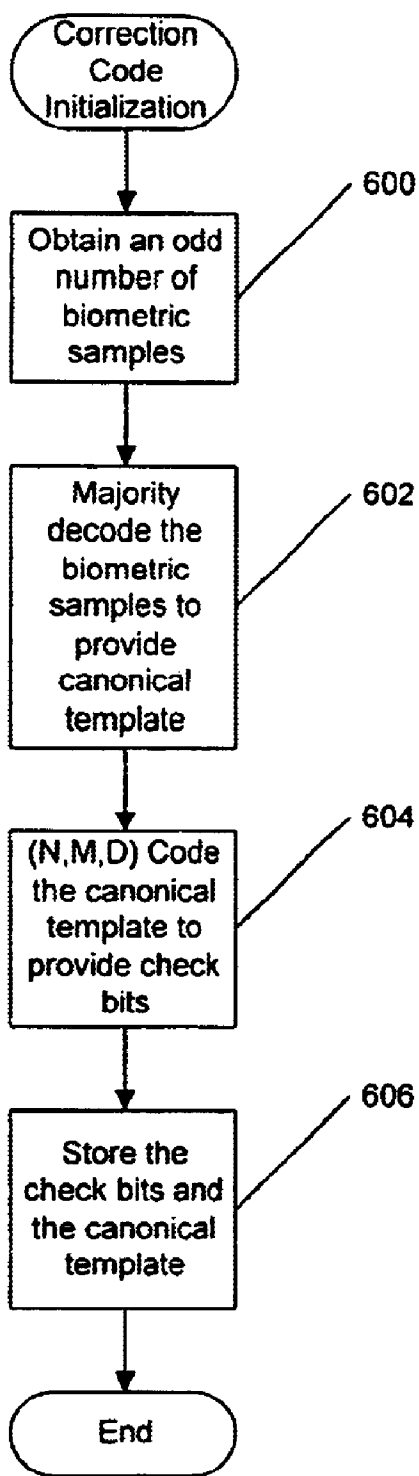 Correction
Code
Initialization
600
Obtain an odd
number of
biometric
samples
602
Majority
decode the
biometric
samples to
provide
canonical
template
604
(N,M,D) Code
the canonical
template to
provide check
bits
606
Store the
check bits and
the canonical
template
End